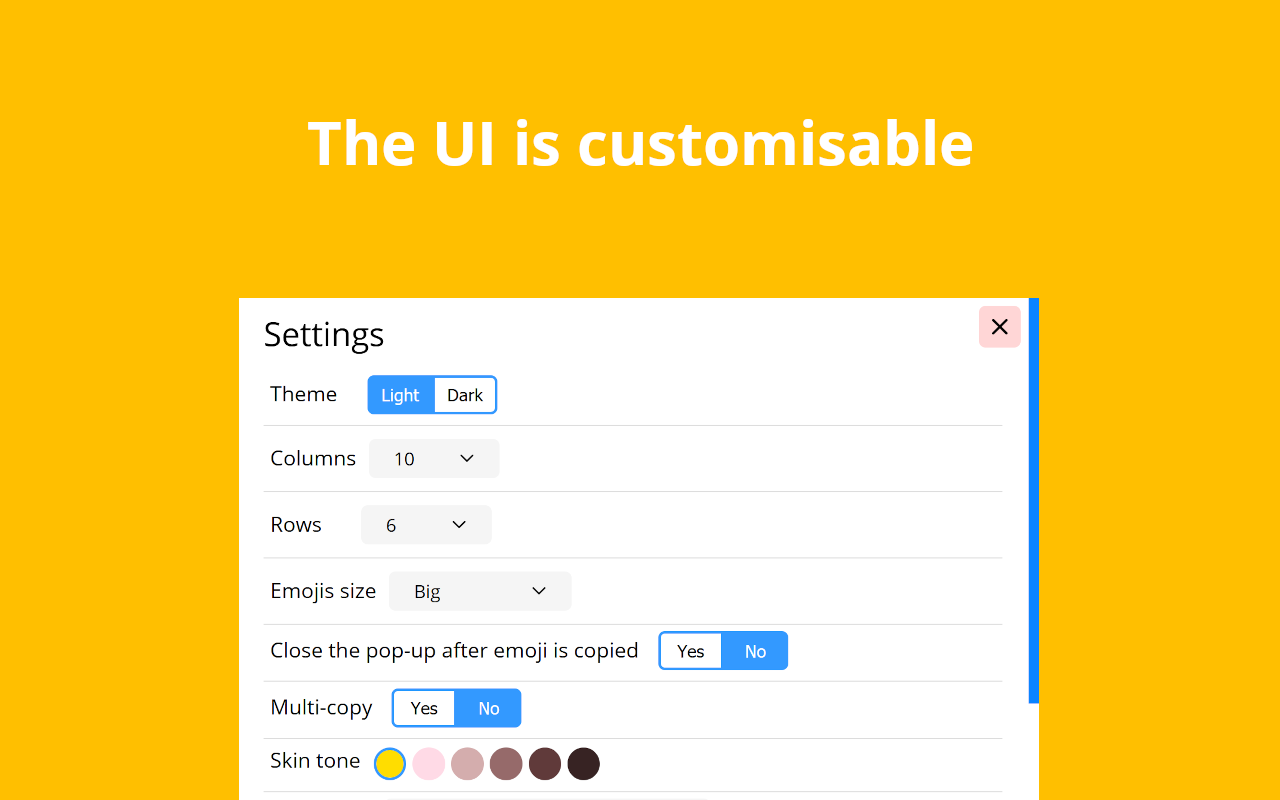 The UI is customisable
Settings
Theme Light Dark
Columns 10
Rows 6
Emojis size Big
Close the pop-up after emoji is copied Yes No
Multi-copy Yes No
Skin tone